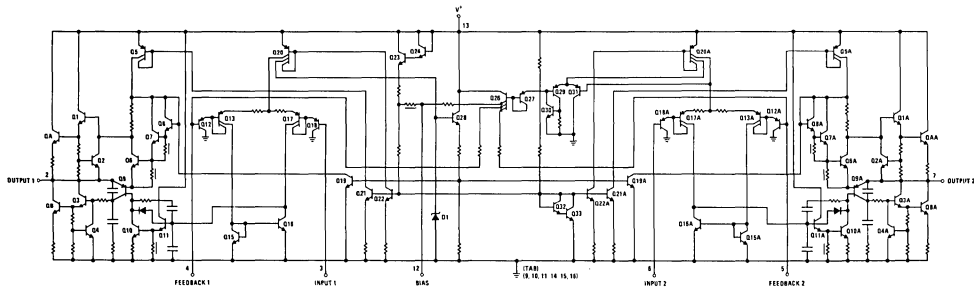 V+
13
Q5
Q20
Q23
Q24
Q20A
Q5A
Q1
Q26
Q27
Q29
Q30
Q31
Q1A
QA
Q7
Q6
Q12
Q13
Q17
Q18
Q28
Q18A
Q17A
Q13A
Q12A
Q6A
Q7A
QAA
Q2
Q8
Q8A
Q2A
OUTPUT 1
2
Q9
Q19
Q21
Q22
Q19A
Q22A
Q21A
Q9A
7
OUTPUT 2
Q3
Q4
Q10
Q11
Q15
Q16
D1
Q32
Q33
Q16A
Q15A
Q11A
Q10A
Q4A
Q3A
4
3
12
(TAB)
(9, 10, 11 14, 15, 16)
6
5
FEEDBACK 1
INPUT 1
BIAS
INPUT 2
FEEDBACK 2